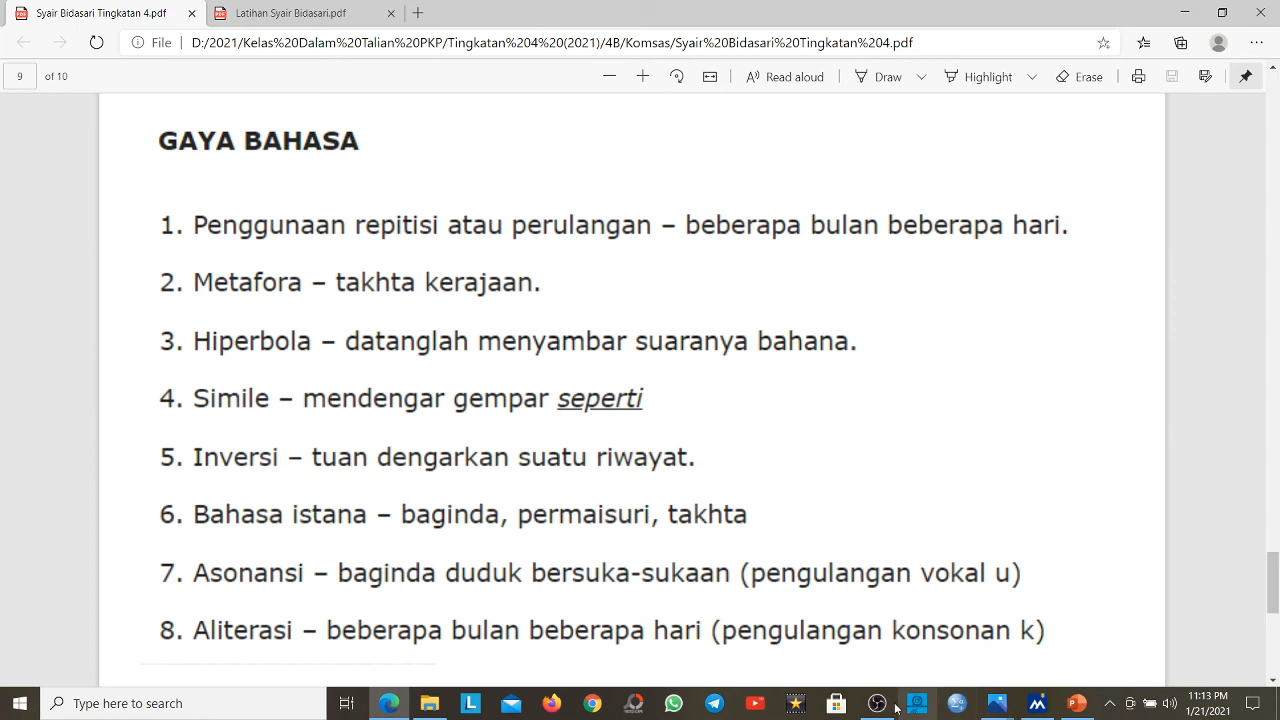 Syair Bidasari Tingkatan 4.pdf
Latihan Syair Bidasari.pdf
File
D:/2021/Kelas%20Dalam%20Talian%20PKP/Tingkatan%204%20(2021)/4B/Komsas/Syair%20Bidasari%20Tingkatan%204.pdf
9 of 10
Read aloud
Draw
Highlight
Erase
GAYA BAHASA
1. Penggunaan repitisi atau perulangan – beberapa bulan beberapa hari.
2. Metafora – takhta kerajaan.
3. Hiperbola – datanglah menyambar suaranya bahana.
4. Simile – mendengar gempar seperti
5. Inversi – tuan dengarkan suatu riwayat.
6. Bahasa istana – baginda, permaisuri, takhta
7. Asonansi – baginda duduk bersuka-sukaan (pengulangan vokal u)
8. Aliterasi – beberapa bulan beberapa hari (pengulangan konsonan k)
Type here to search
11:13 PM
1/21/2021